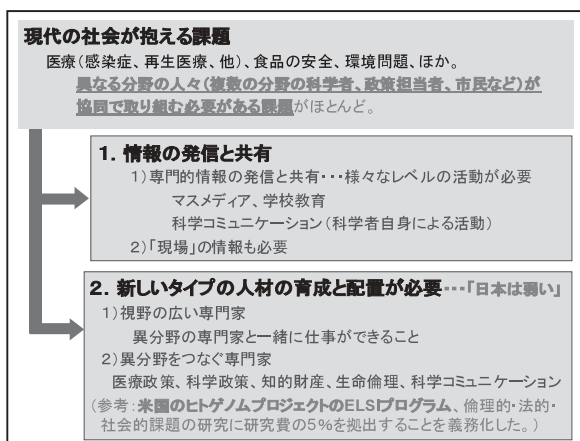 現代の社会が抱える課題
医療(感染症、再生医療、他)、食品の安全、環境問題、ほか。
異なる分野の人々(複数の分野の科学者、政策担当者、市民など)が
協同で取り組む必要がある課題がほとんど。
1. 情報の発信と共有
1)専門的情報の発信と共有･･･様々なレベルの活動が必要
マスメディア、学校教育
科学コミュニケーション(科学者自身による活動)
2)「現場」の情報も必要
2. 新しいタイプの人材の育成と配置が必要･･･「日本は弱い」
1)視野の広い専門家
異分野の専門家と一緒に仕事ができること
2)異分野をつなぐ専門家
医療政策、科学政策、知的財産、生命倫理、科学コミュニケーション
(参考:米国のヒトゲノムプロジェクトのELSIプログラム、倫理的・法的・
社会的課題の研究に研究費の5%を拠出することを義務化した。)